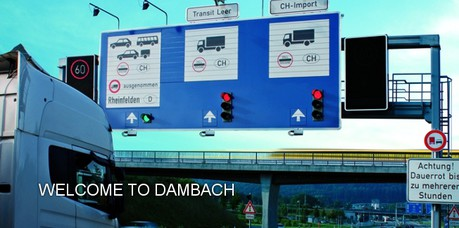 Transit Leer
CH-Import
60
CH
CH
CH
ausgenommen
Rheinfelden D
Achtung!
Dauerrot bis
zu mehreren
Stunden
WELCOME TO DAMBACH